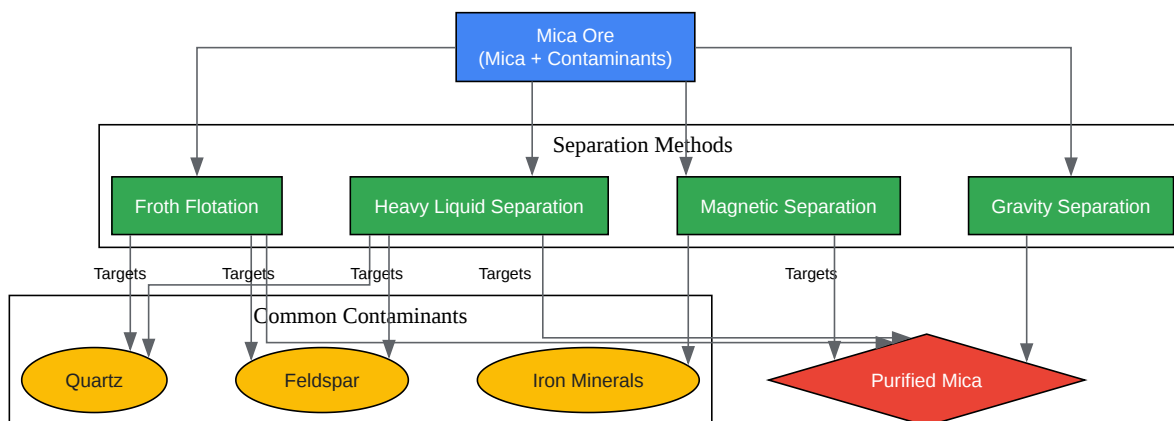 Mica Ore
(Mica + Contaminants)
Separation Methods
Froth Flotation
Heavy Liquid Separation
Magnetic Separation
Gravity Separation
Targets
Targets
Targets
Targets
Targets
Common Contaminants
Quartz
Feldspar
Iron Minerals
Purified Mica